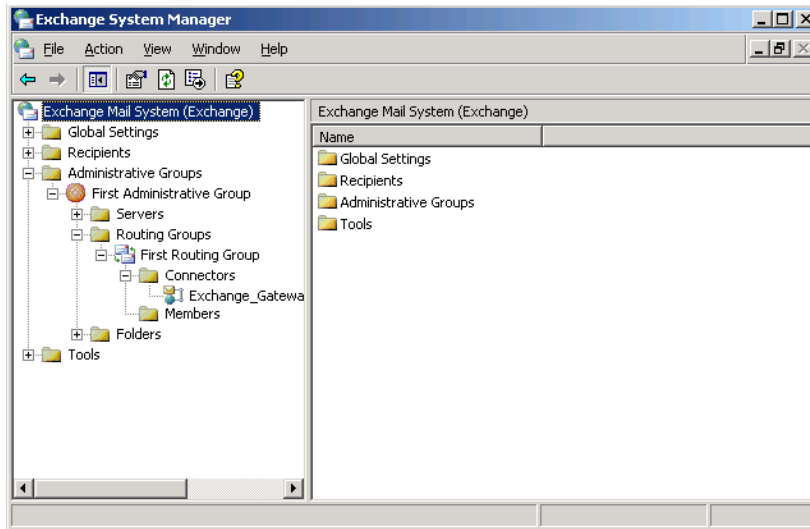 Exchange System Manager
File Action View Window Help
Exchange Mail System (Exchange)
Global Settings
Recipients
Administrative Groups
First Administrative Group
Servers
Routing Groups
First Routing Group
Connectors
Exchange_Gatewa
Members
Folders
Tools
Exchange Mail System (Exchange)
Name
Global Settings
Recipients
Administrative Groups
Tools